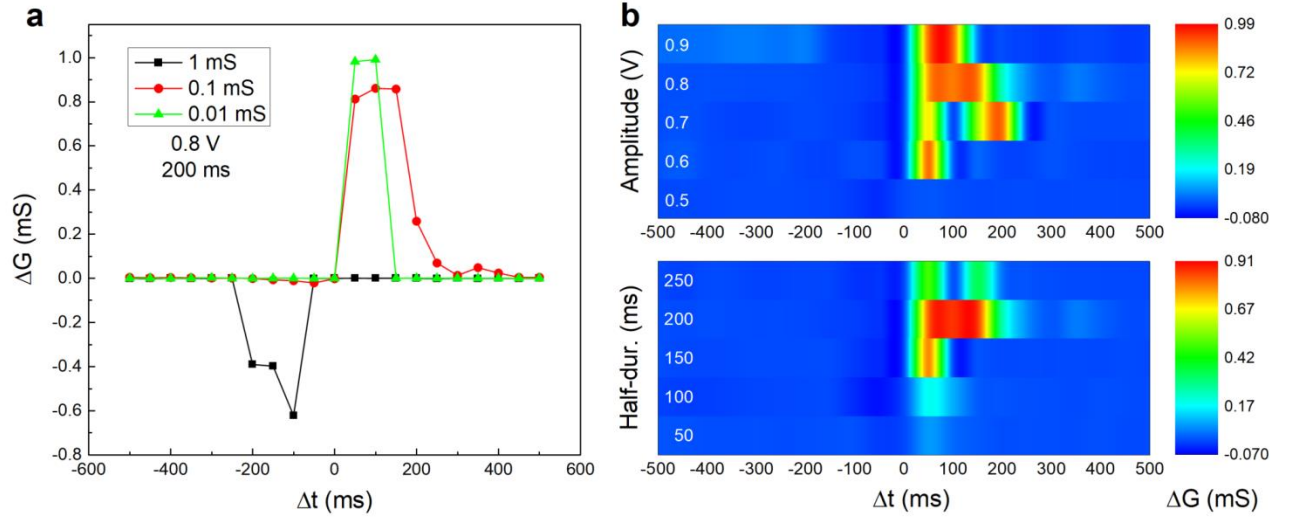 a
ΔG (mS)
1.0
0.8
0.6
0.4
0.2
0.0
-0.2
-0.4
-0.6
-0.8
1 mS
0.1 mS
0.01 mS
0.8 V
200 ms
-600 -400 -200 0 200 400 600
Δt (ms)
b
Amplitude (V)
0.9
0.8
0.7
0.6
0.5
-500 -400 -300 -200 -100 0 100 200 300 400 500
0.99
0.72
0.46
0.19
-0.080
Half-dur. (ms)
250
200
150
100
50
-500 -400 -300 -200 -100 0 100 200 300 400 500
Δt (ms)
0.91
0.67
0.42
0.17
-0.070
ΔG (mS)